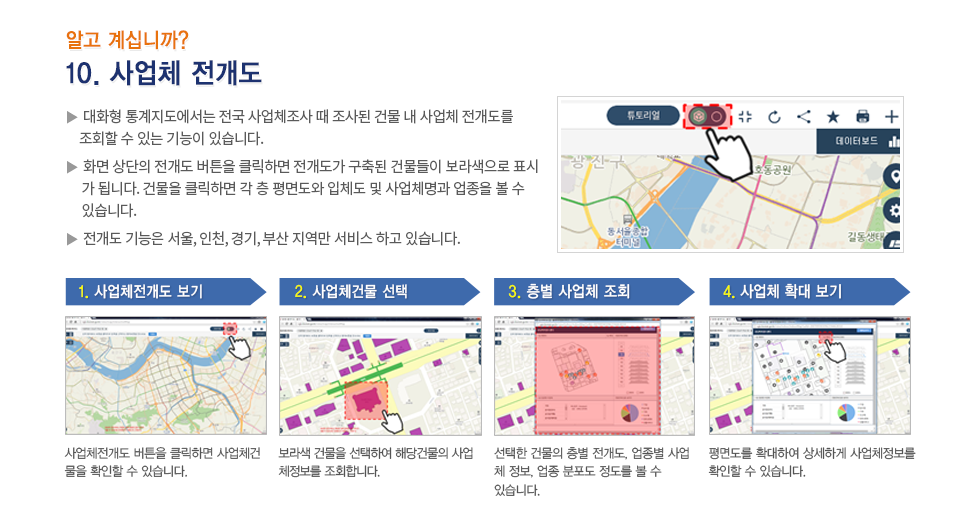 알고 계십니까?
10. 사업체 전개도
▶ 대화형 통계지도에서는 전국 사업체조사 때 조사된 건물 내 사업체 전개도를
조회할 수 있는 기능이 있습니다.
▶ 화면 상단의 전개도 버튼을 클릭하면 전개도가 구축된 건물들이 보라색으로 표시
가 됩니다. 건물을 클릭하면 각 층 평면도와 입체도 및 사업체명과 업종을 볼 수
있습니다.
▶ 전개도 기능은 서울, 인천, 경기, 부산 지역만 서비스 하고 있습니다.
튜토리얼
데이터보드
광진구
호동공원
동서울종합
터미널
길동생태
1. 사업체전개도 보기
2. 사업체건물 선택
3. 층별 사업체 조회
4. 사업체 확대 보기
사업체전개도 버튼을 클릭하면 사업체건
물을 확인할 수 있습니다.
보라색 건물을 선택하여 해당건물의 사업
체정보를 조회합니다.
선택한 건물의 층별 전개도, 업종별 사업
체 정보, 업종 분포도 정도를 볼 수
있습니다.
평면도를 확대하여 상세하게 사업체정보를
확인할 수 있습니다.